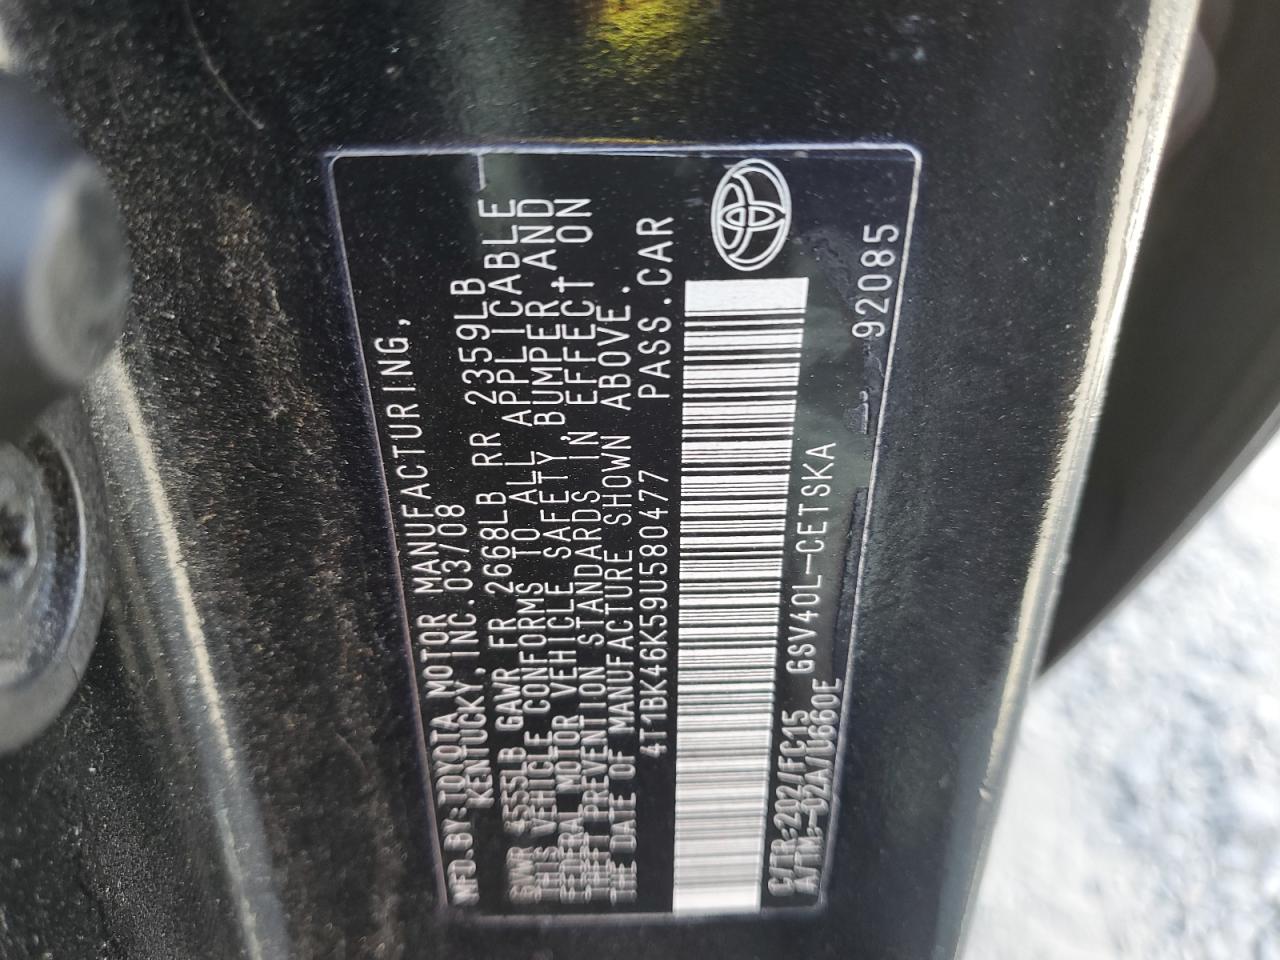 MFD.BY:TOYOTA MOTOR MANUFACTURING,
KENTUCKY,INC.03/08
GVWR 4555LB GAWR FR 2668LB RR 2359LB
THIS VEHICLE CONFORMS TO ALL APPLICABLE
FEDERAL MOTOR VEHICLE SAFETY,BUMPER,AND
THEFT PREVENTION STANDARDS IN EFFECT ON
THE DATE OF MANUFACTURE SHOWN ABOVE.
4T1BK46K59U580477 PASS.CAR
C/TR:202/FC15 GSV40L-CETSKA
A/TM:-02A/U660E
92085